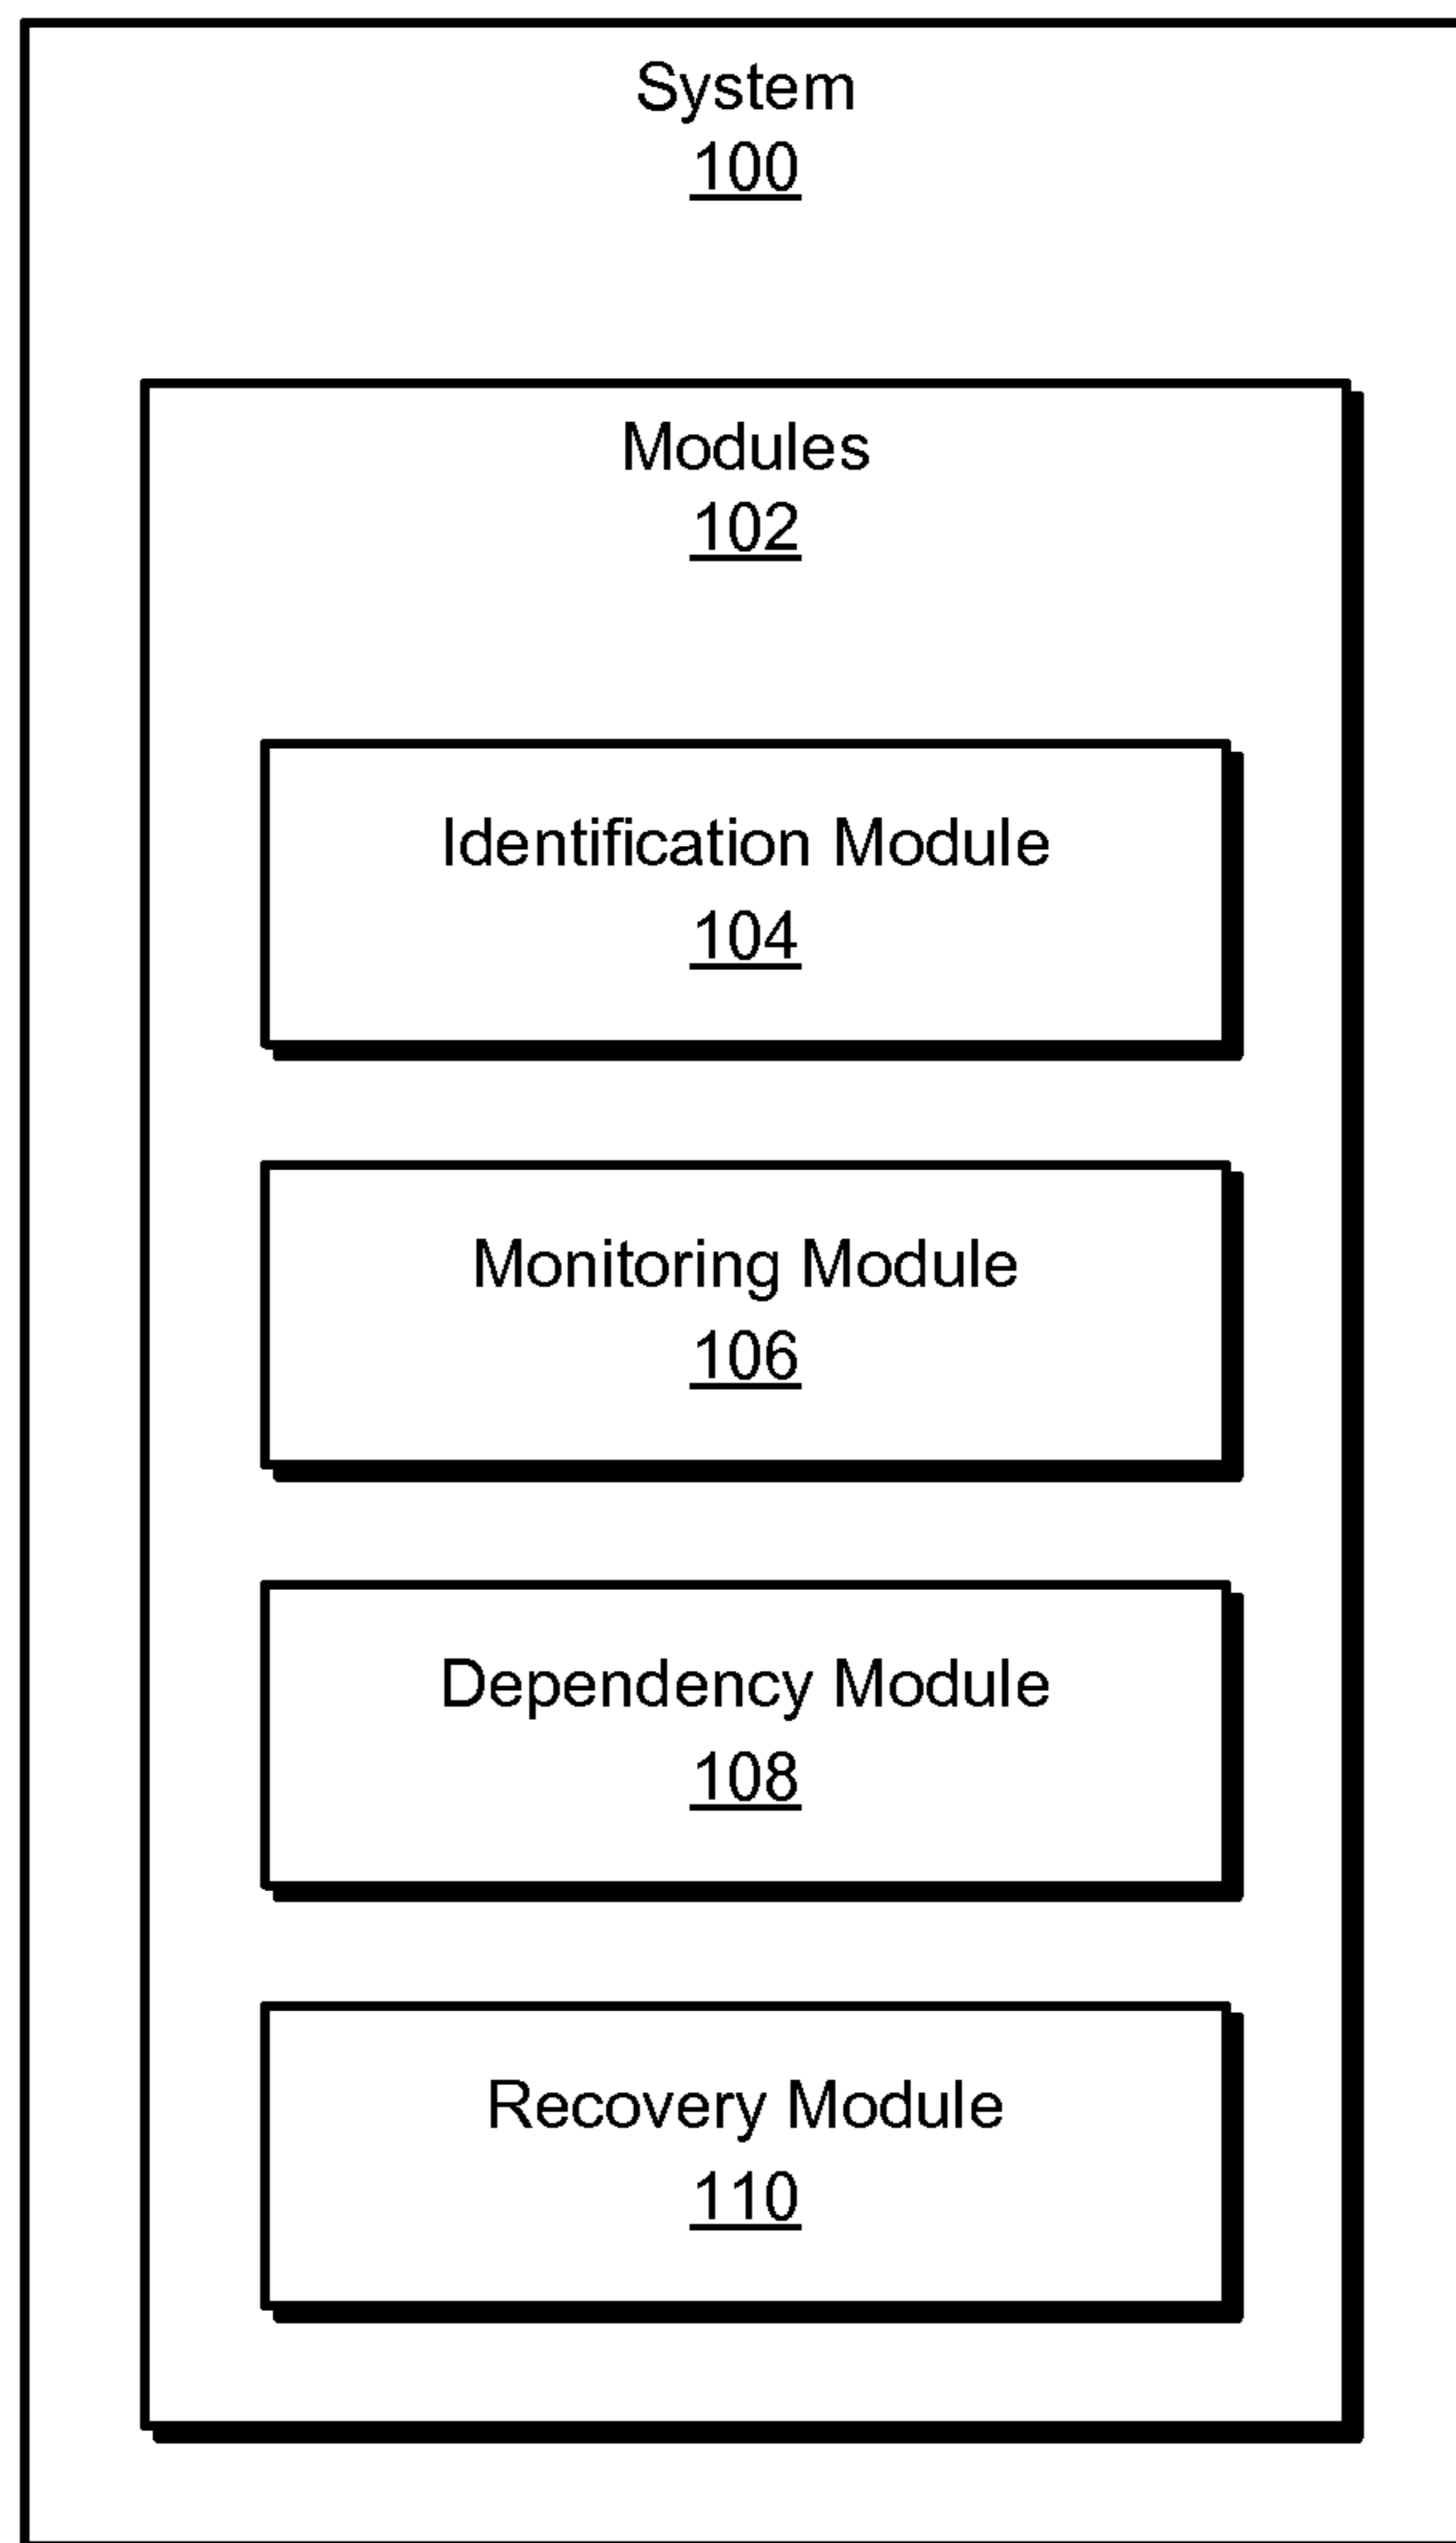 System
100
Modules
102
Identification Module
104
Monitoring Module
106
Dependency Module
108
Recovery Module
110